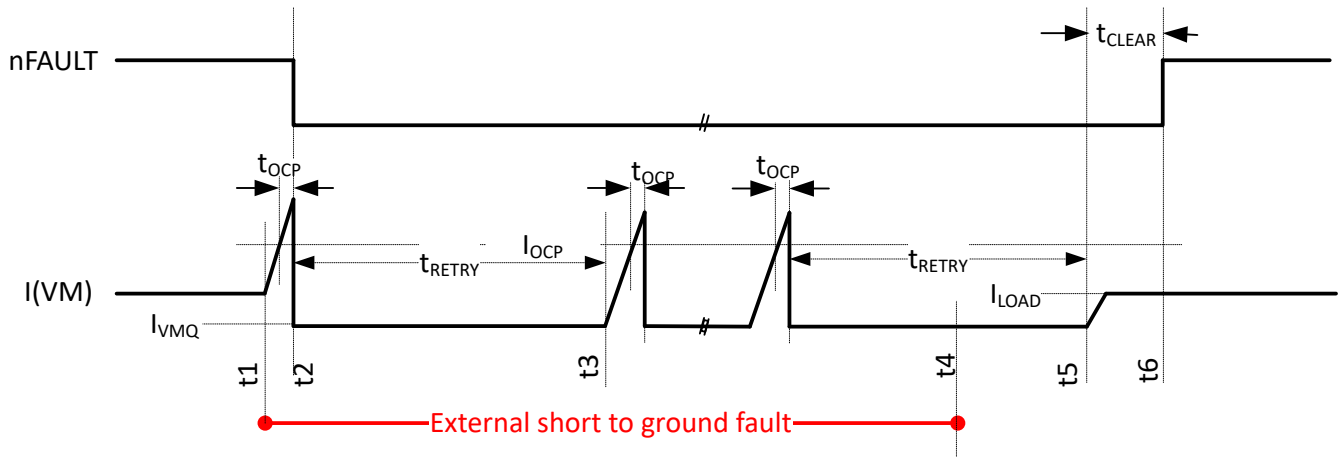 tCLEAR
nFAULT
tOCP
tOCP
tOCP
IOCP
tRETRY
tRETRY
I(VM)
ILOAD
IVMQ
t1
t2
t3
t4
t5
t6
External short to ground fault